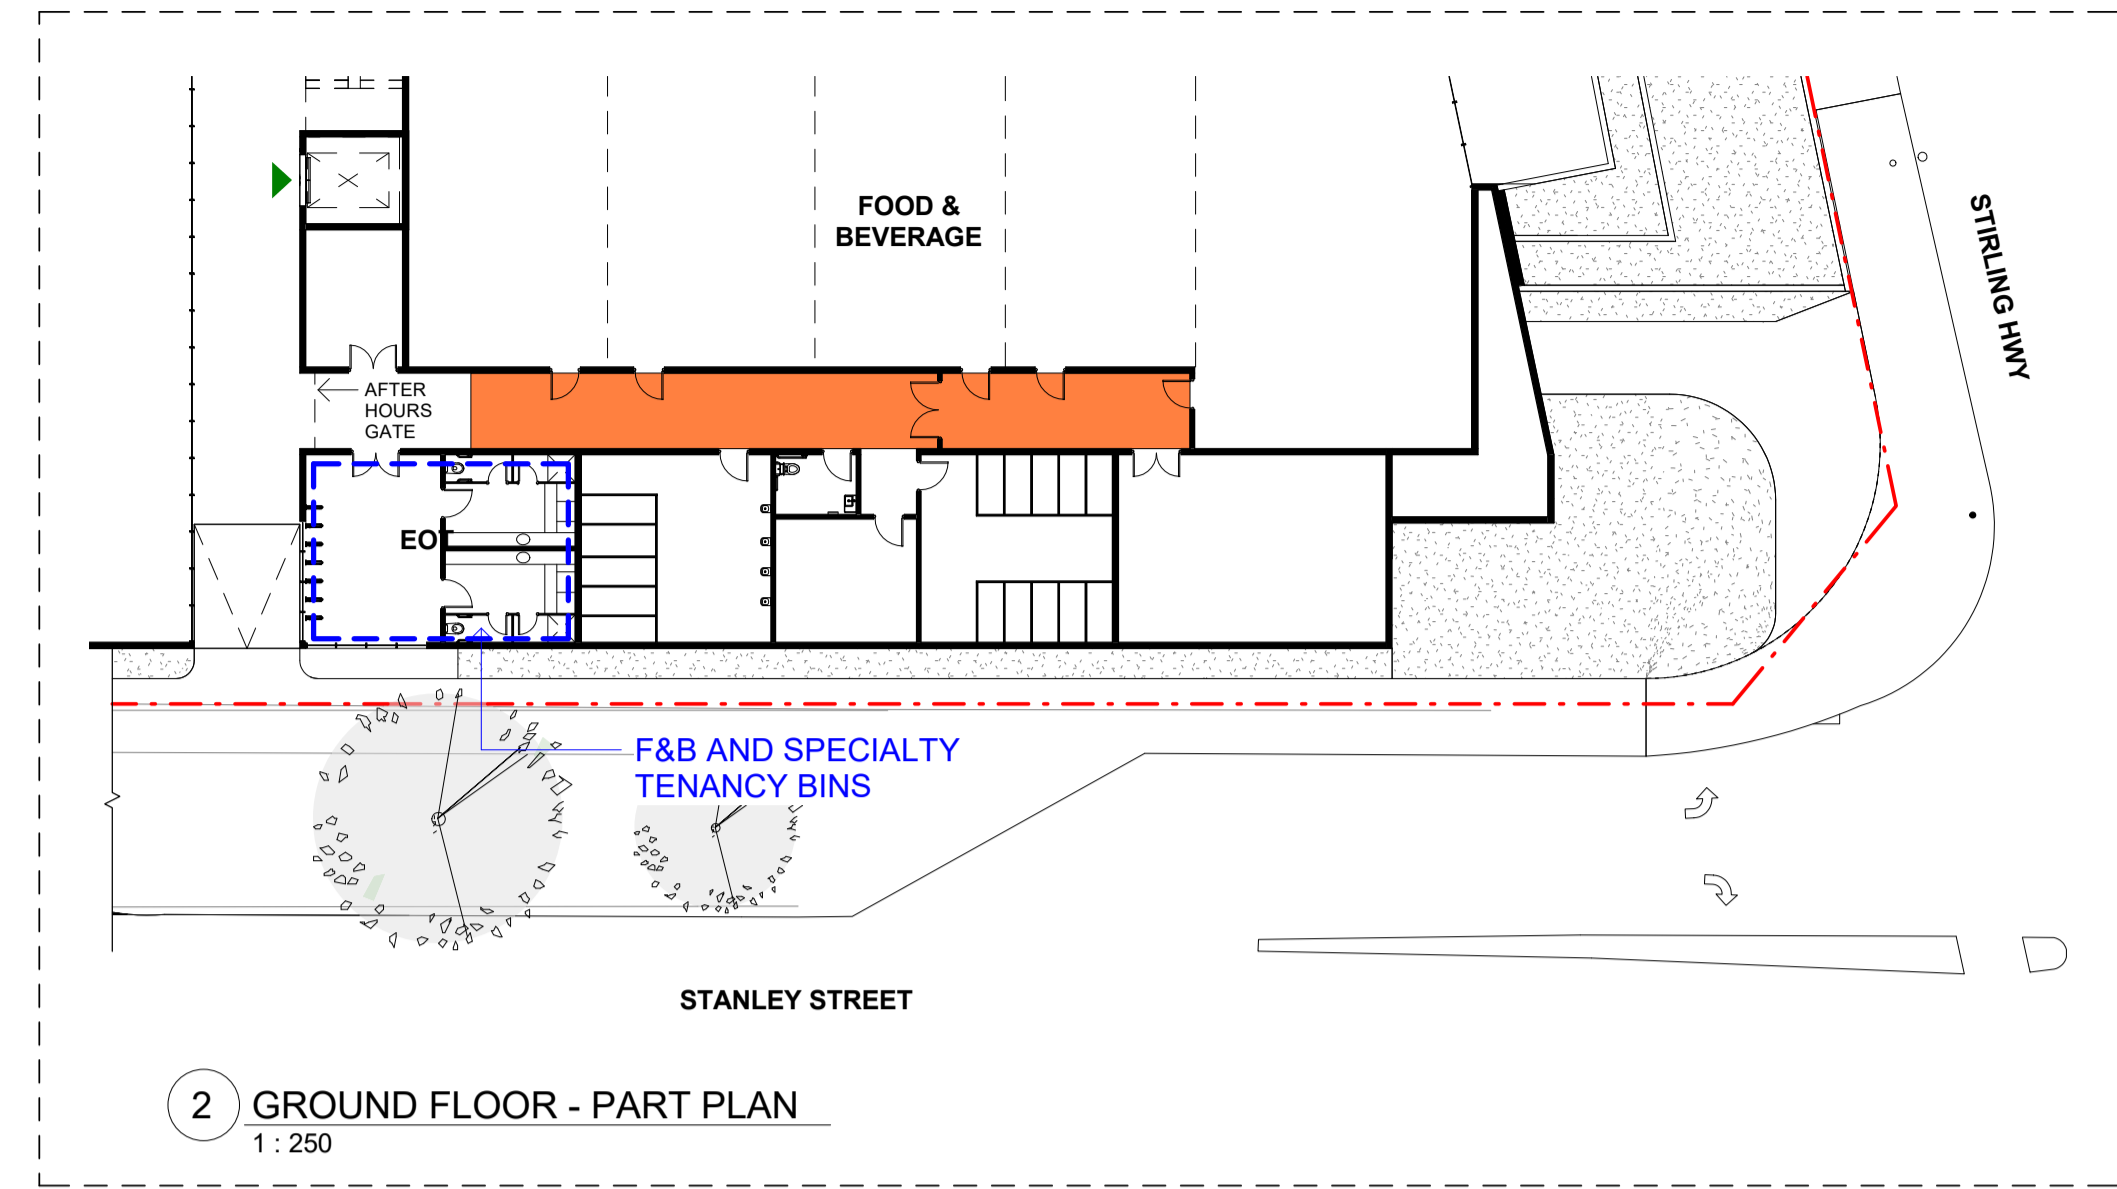 FOOD &
BEVERAGE
STIRLING HWY
AFTER
HOURS
GATE
EOT
F&B AND SPECIALTY
TENANCY BINS
STANLEY STREET
2
GROUND FLOOR - PART PLAN
1 : 250